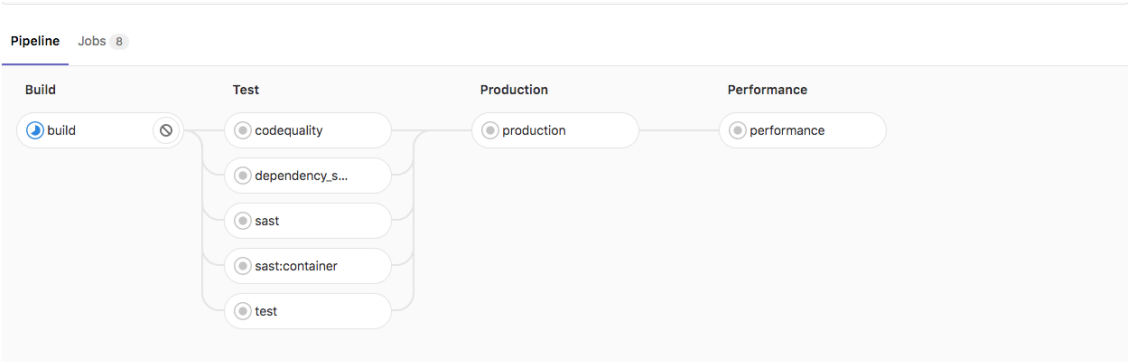 Pipeline Jobs 8
Build Test Production Performance
build codequality production performance
dependency_s...
sast
sast:container
test